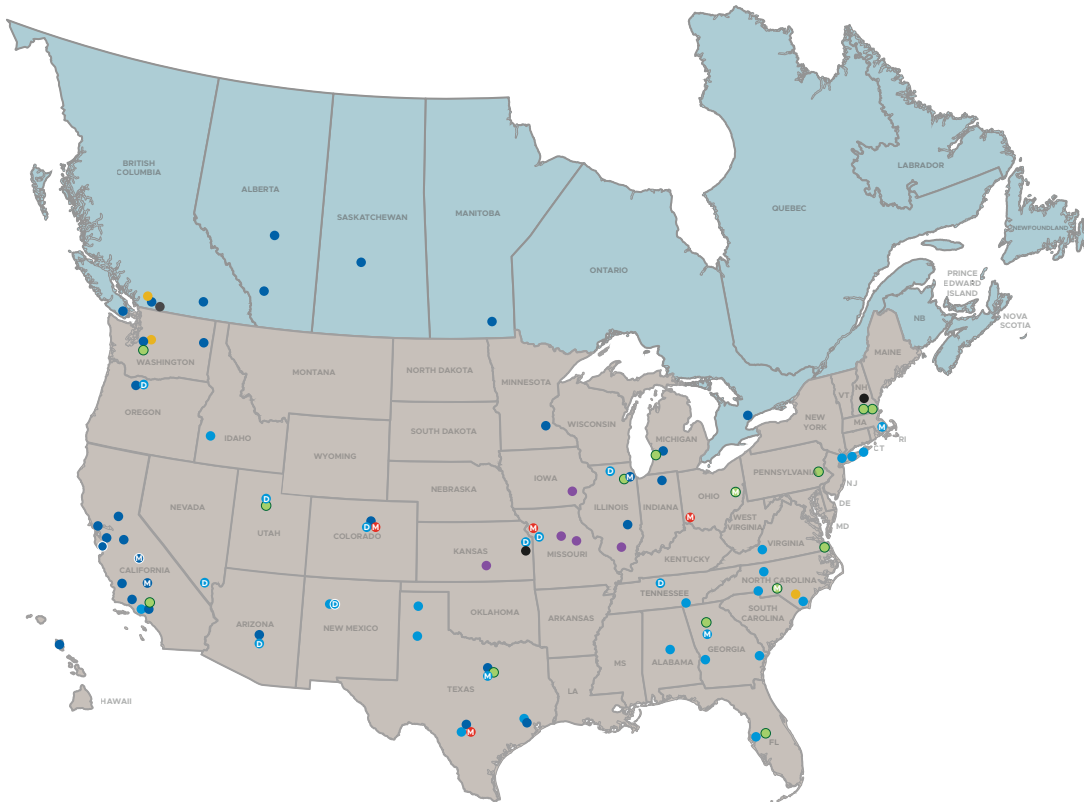 BRITISH
COLUMBIA
ALBERTA
SASKATCHEWAN
MANITOBA
ONTARIO
QUEBEC
LABRADOR
NEWFOUNDLAND
PRINCE
EDWARD
ISLAND
NB
NOVA
SCOTIA
MAINE
WASHINGTON
MONTANA
NORTH DAKOTA
MINNESOTA
VT
NH
D
OREGON
IDAHO
SOUTH DAKOTA
WISCONSIN
MICHIGAN
NEW
YORK
MA
M
RI
CT
WYOMING
NEBRASKA
IOWA
D
M
ILLINOIS
INDIANA
OHIO
M
PENNSYLVANIA
NJ
DE
MD
NEVADA
D
UTAH
D
M
COLORADO
KANSAS
M
D
D
MISSOURI
M
WEST
VIRGINIA
VIRGINIA
KENTUCKY
M
CALIFORNIA
M
D
D
TENNESSEE
NORTH CAROLINA
M
SOUTH
CAROLINA
ARIZONA
D
D
NEW MEXICO
OKLAHOMA
ARKANSAS
M
GEORGIA
ALABAMA
MS
LA
M
TEXAS
M
FL
HAWAII